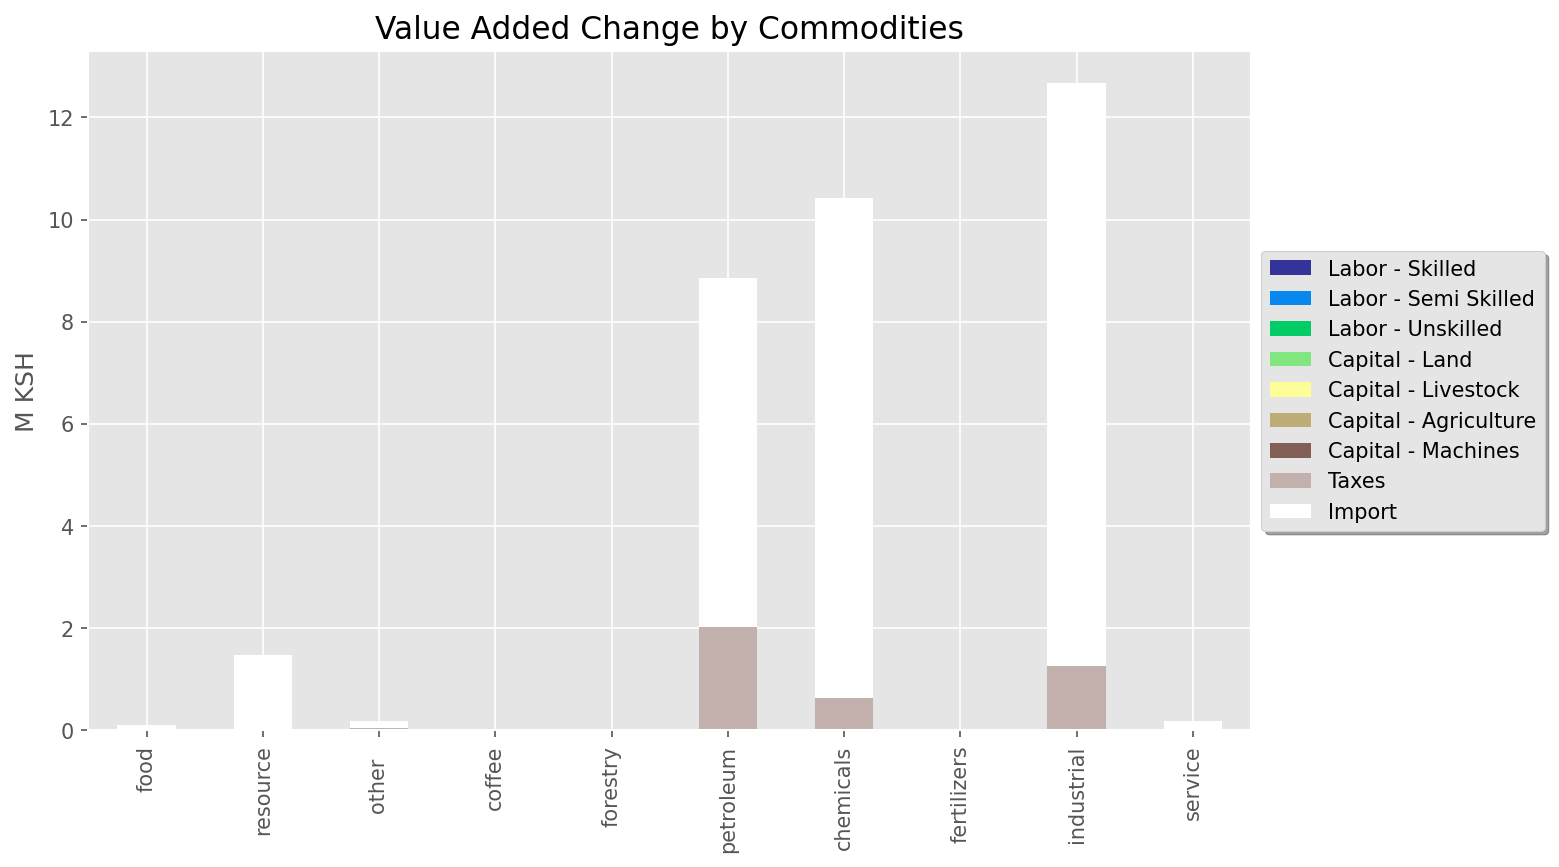 Value Added Change by Commodities
M KSH
12
10
8
6
4
2
0
food
resource
other
coffee
forestry
petroleum
chemicals
fertilizers
industrial
service
Labor - Skilled
Labor - Semi Skilled
Labor - Unskilled
Capital - Land
Capital - Livestock
Capital - Agriculture
Capital - Machines
Taxes
Import